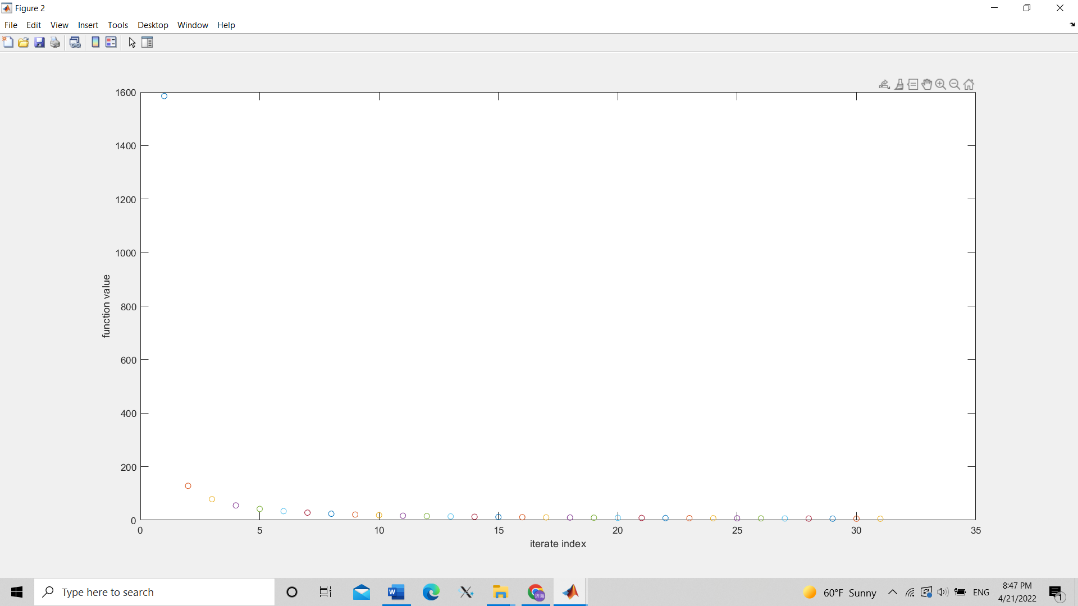 Figure 2
File Edit View Insert Tools Desktop Window Help
1600
1400
1200
1000
800
600
400
200
0
function value
0 5 10 15 20 25 30 35
iterate index
Type here to search
60°F Sunny
ENG
8:47 PM
4/21/2022
1